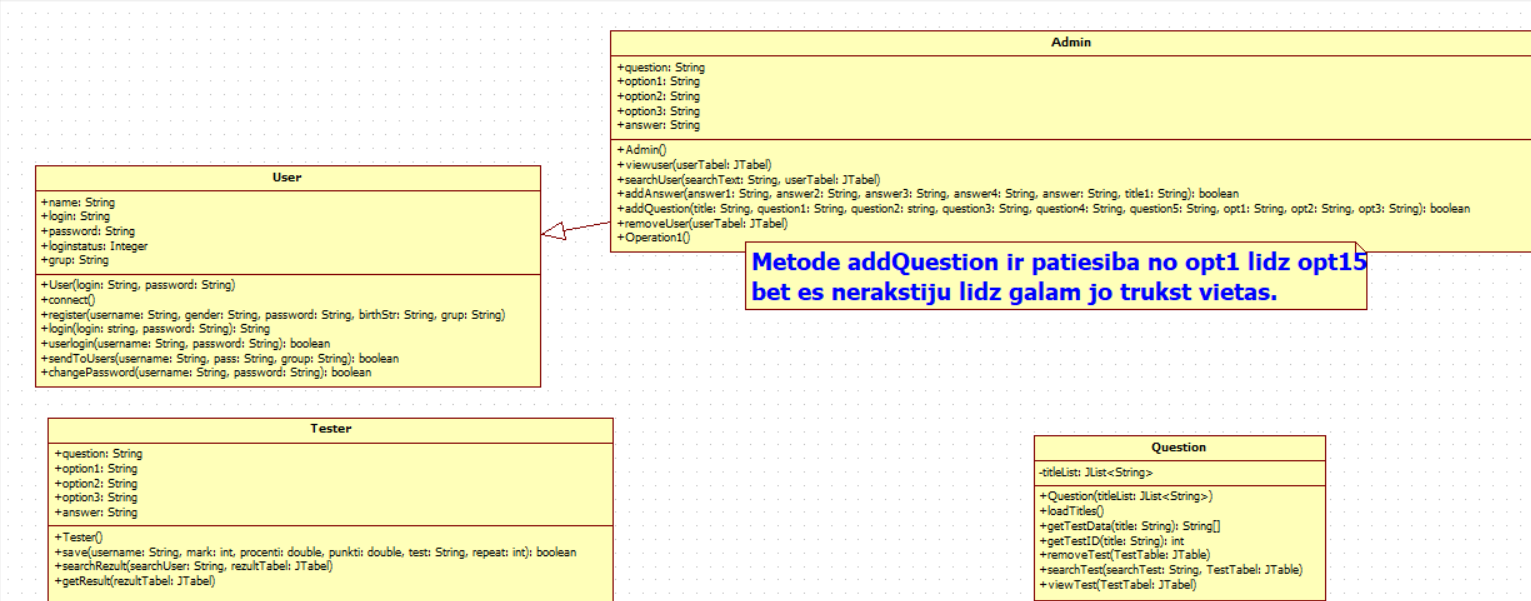 Admin
+question: String
+option1: String
+option2: String
+option3: String
+answer: String
+Admin()
+viewuser(userTabel: JTabel)
+searchUser(searchText: String, userTabel: JTabel)
+addAnswer(answer1: String, answer2: String, answer3: String, answer4: String, answer: String, title1: String): boolean
+addQuestion(title: String, question1: String, question2: string, question3: String, question4: String, question5: String, opt1: String, opt2: String, opt3: String): boolean
+removeUser(userTabel: JTabel)
+Operation1()
Metode addQuestion ir patiesiba no opt1 lidz opt15
bet es nerakstiju lidz galam jo trukst vietas.
User
+name: String
+login: String
+password: String
+loginstatus: Integer
+grup: String
+User(login: String, password: String)
+connect()
+register(username: String, gender: String, password: String, birthStr: String, grup: String)
+login(login: string, password: String): String
+userlogin(username: String, password: String): boolean
+sendToUsers(username: String, pass: String, group: String): boolean
+changePassword(username: String, password: String): boolean
Tester
+question: String
+option1: String
+option2: String
+option3: String
+answer: String
+Tester()
+save(username: String, mark: int, procenti: double, punkti: double, test: String, repeat: int): boolean
+searchRezult(searchUser: String, rezultTabel: JTabel)
+getResult(rezultTabel: JTabel)
Question
-titleList: JList<String>
+Question(titleList: JList<String>)
+loadTitles()
+getTestData(title: String): String[]
+getTestID(title: String): int
+removeTest(TestTable: JTable)
+searchTest(searchTest: String, TestTabel: JTable)
+viewTest(TestTabel: JTabel)